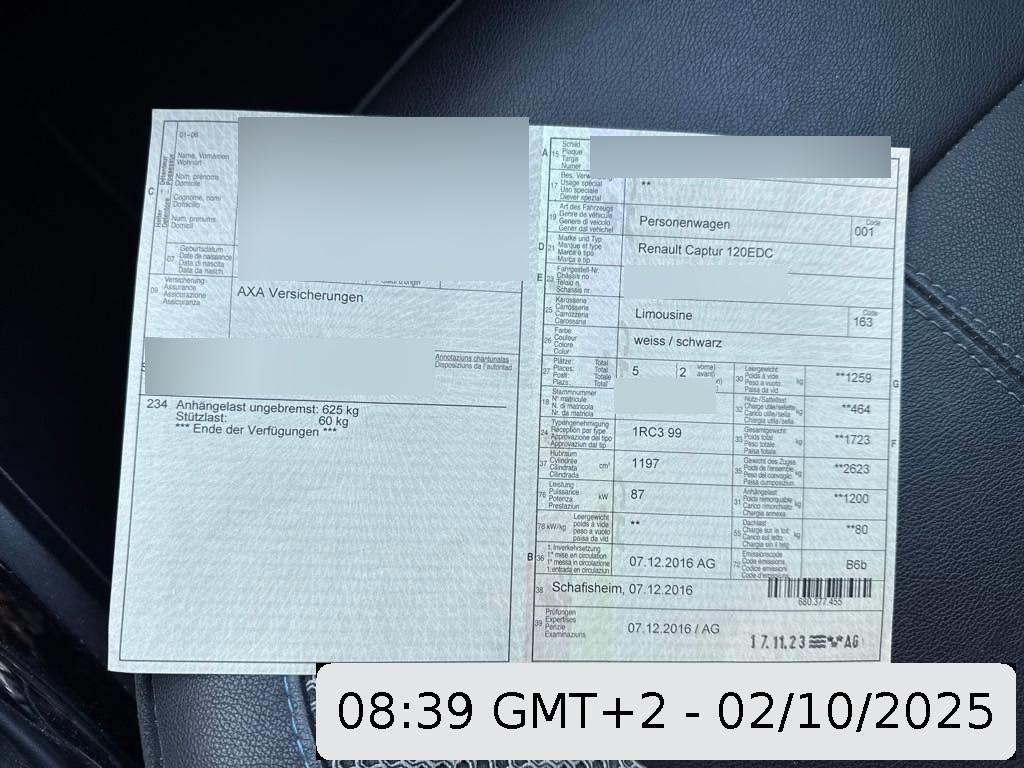 01-06
C
Name, Vornamen
Wohnort
Nom, prénoms
Domicile
Cognome, nomi
Domicilio
Num, prenums
Domicil
07
Geburtsdatum
Date de naissance
Data di nascita
Data da nasch.
09
Versicherung
Assurance
Assicurazione
Assicuranza
AXA Versicherungen
Annotaziuns chantunalas
Disposizions da l'autoritad
234 Anhängelast ungebremst: 625 kg
Stützlast: 60 kg
*** Ende der Verfügungen ***
A 15
Schild
Plaque
Targa
Numer
17
Usage spécial
Uso speciale
Diever spezial
**
19
Art des Fahrzeugs
Genre de véhicule
Genere di veicolo
Gener dal vehichel
Personenwagen
Code
001
D 21
Marke und Typ
Marque et type
Marca e tipo
Marca e tip
Renault Captur 120EDC
E 23
Fahrgestell-Nr.
Châssis no
Telaio n.
Schassis nr.
25
Karosserie
Carrosserie
Carrozzeria
Carossaria
Limousine
Code
163
26
Farbe
Couleur
Colore
Color
weiss / schwarz
27
Plätze: Total
Places: Total
Posti: Totale
Plazs: Total
5
2
vorne
avant
30
Leergewicht
Poids à vide
Peso a vuoto
Paisa da vid
kg
**1259
G
18
Stammnummer
N° matricule
N. di matricola
Nr. da matricla
32
Nutz-/Sattellast
Charge utile/sellette
Carico utile/sella
Chargia utila/sella
**464
24
Typengenehmigung
Réception par type
Approvazione del tipo
Approvaziun dal tip
1RC3 99
33
Gesamtgewicht
Poids total
Peso totale
Paisa totala
kg
**1723
F
37
Hubraum
Cylindrée
Cilindrata
Cilindrada
cm³
1197
35
Gewicht des Zuges
Poids de l'ensemble
Peso del convoglio
Paisa cumposiziun
kg
**2623
76
Leistung
Puissance
Potenza
Prestaziun
kW
87
31
Anhängelast
Poids remorquable
Carico rimorchiato
Chargia annexa
kg
**1200
78 kW/kg
Leergewicht
poids à vide
peso a vuoto
paisa da vid
**
55
Dachlast
Charge sur le toit
Carico sul tetto
Chargia sin il tetg
kg
**80
B 36
1. Inverkehrsetzung
1re mise en circulation
1a messa in circolazione
1. entrada en circulaziun
07.12.2016 AG
72
Emissionscode
Code émissions
Codice emissioni
Code d'emissiuns
B6b
38
Schafisheim, 07.12.2016
680.377.455
39
Prüfungen
Expertises
Perizie
Examinaziuns
07.12.2016 / AG
17.11.23 AG
08:39 GMT+2 - 02/10/2025